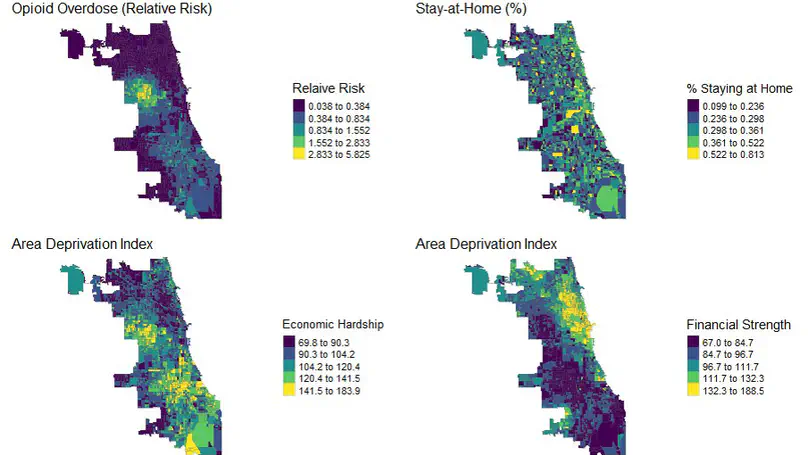 Opioid Overdose (Relative Risk)
Relaive Risk
0.038 to 0.384
0.384 to 0.834
0.834 to 1.552
1.552 to 2.833
2.833 to 5.825
Stay-at-Home (%)
% Staying at Home
0.099 to 0.236
0.236 to 0.298
0.298 to 0.361
0.361 to 0.522
0.522 to 0.813
Area Deprivation Index
Economic Hardship
69.8 to 90.3
90.3 to 104.2
104.2 to 120.4
120.4 to 141.5
141.5 to 183.9
Area Deprivation Index
Financial Strength
67.0 to 84.7
84.7 to 96.7
96.7 to 111.7
111.7 to 132.3
132.3 to 188.5